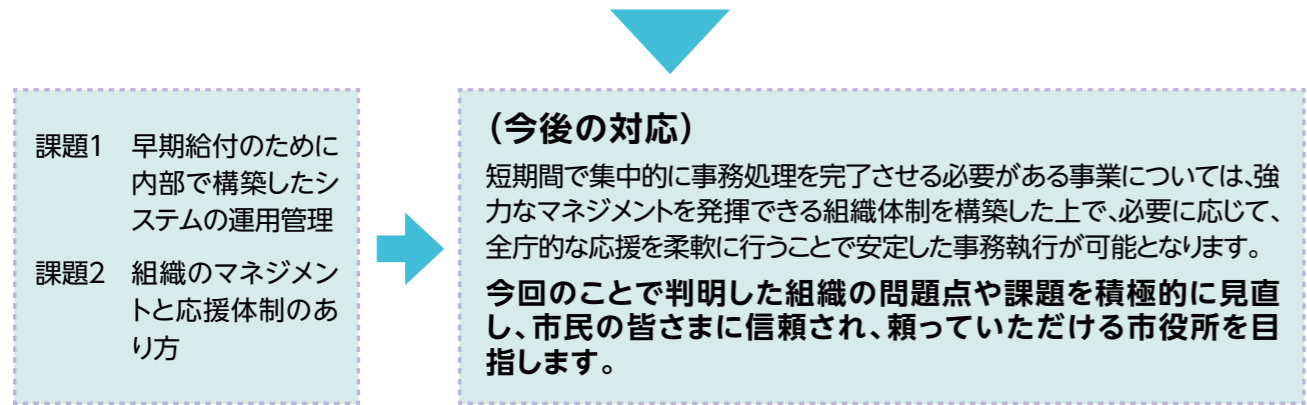 課題1 早期給付のために
内部で構築したシ
ステムの運用管理
課題2 組織のマネジメン
トと応援体制のあ
り方
（今後の対応）
短期間で集中的に事務処理を完了させる必要がある事業については、強
力なマネジメントを発揮できる組織体制を構築した上で、必要に応じて、
全庁的な応援を柔軟に行うことで安定した事務執行が可能となります。
今回のことで判明した組織の問題点や課題を積極的に見直
し、市民の皆さまに信頼され、頼っていただける市役所を目
指します。